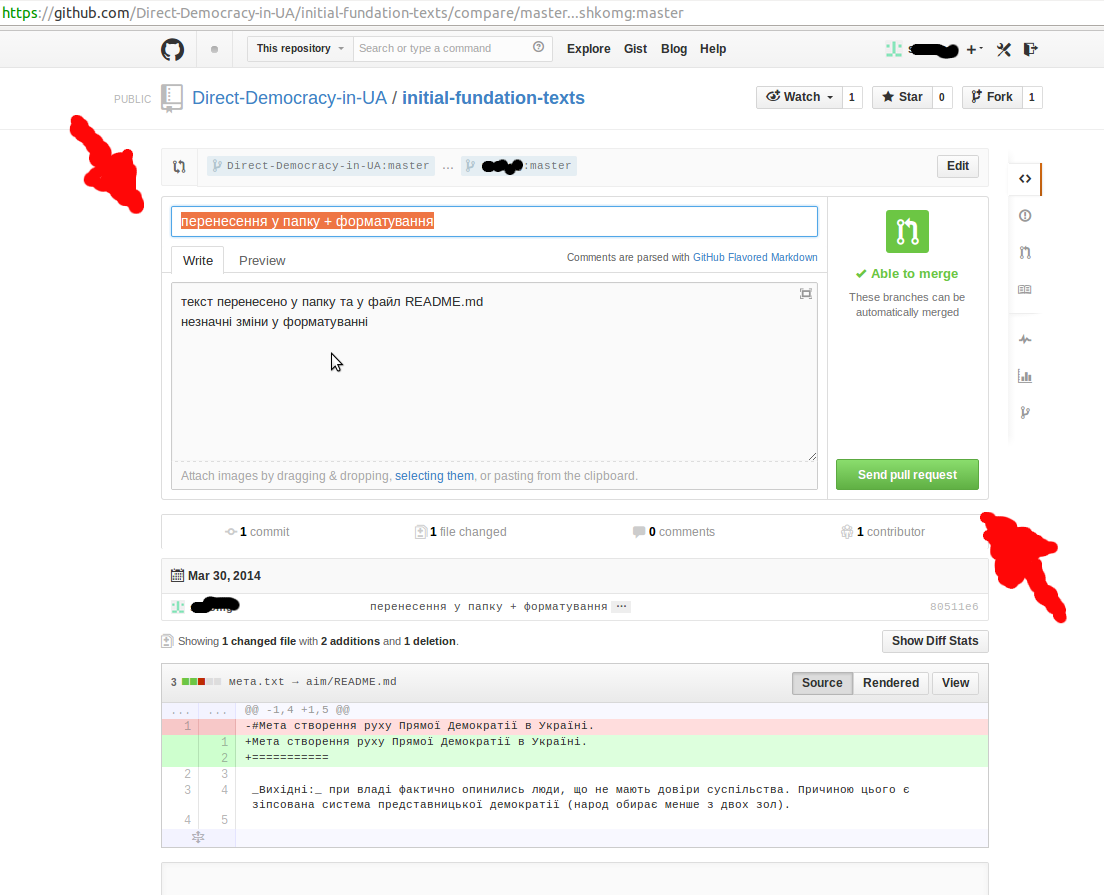 https://github.com/Direct-Democracy-in-UA/initial-fundation-texts/compare/master...shkomg:master
This repository Search or type a command Explore Gist Blog Help
PUBLIC Direct-Democracy-in-UA / initial-fundation-texts Watch 1 Star 0 Fork 1
Direct-Democracy-in-UA:master ... :master Edit
перенесення у папку + форматування
Write Preview Comments are parsed with GitHub Flavored Markdown
текст перенесено у папку та у файл README.md
незначні зміни у форматуванні
Attach images by dragging & dropping, selecting them, or pasting from the clipboard.
Able to merge
These branches can be
automatically merged
Send pull request
1 commit 1 file changed 0 comments 1 contributor
Mar 30, 2014
перенесення у папку + форматування ... 80511e6
Showing 1 changed file with 2 additions and 1 deletion.
Show Diff Stats
3 мета.txt → aim/README.md Source Rendered View
... ... @@ -1,4 +1,5 @@
1 -#Мета створення руху Прямої Демократії в Україні.
1 +Мета створення руху Прямої Демократії в Україні.
2 +===========
2 3
3 4 _Вихідні:_ при владі фактично опинились люди, що не мають довіри суспільства. Причиною цього є
зіпсована система представницької демократії (народ обирає менше з двох зол).
4 5